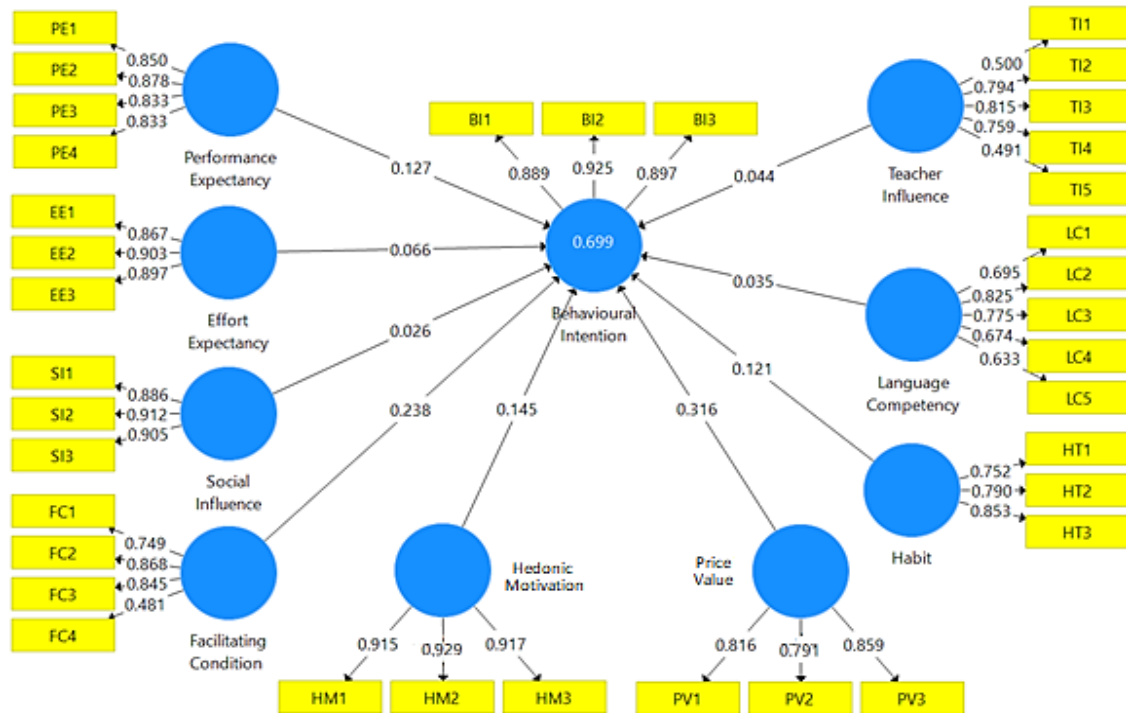 PE1
PE2
PE3
PE4
0.850
0.878
0.833
0.833
Performance
Expectancy
0.127
EE1
EE2
EE3
0.867
0.903
0.897
Effort
Expectancy
0.066
SI1
SI2
SI3
0.886
0.912
0.905
Social
Influence
0.026
FC1
FC2
FC3
FC4
0.749
0.868
0.845
0.481
Facilitating
Condition
0.238
BI1
BI2
BI3
0.889
0.925
0.897
0.699
Behavioural
Intention
Hedonic
Motivation
0.145
0.915
0.929
0.917
HM1
HM2
HM3
Price
Value
0.316
0.816
0.791
0.859
PV1
PV2
PV3
TI1
TI2
TI3
TI4
TI5
0.500
0.794
0.815
0.759
0.491
Teacher
Influence
0.044
LC1
LC2
LC3
LC4
LC5
0.695
0.825
0.775
0.674
0.633
Language
Competency
0.035
HT1
HT2
HT3
0.752
0.790
0.853
Habit
0.121